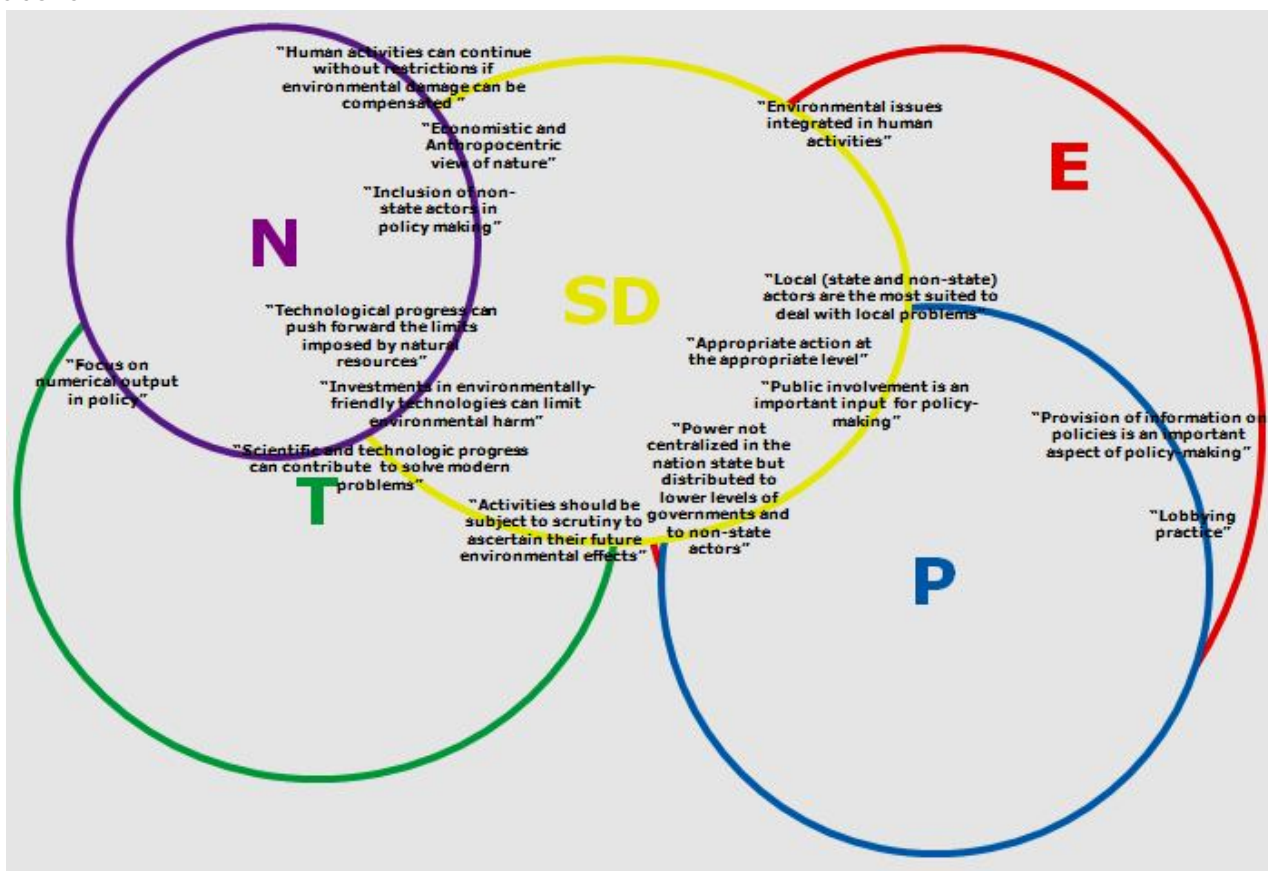 “Human activities can continue
without restrictions if
environmental damage can be
compensated ”
“Economistic and
Anthropocentric
view of nature”
“Inclusion of non-
state actors in
policy making”
N
“Environmental issues
integrated in human
activities”
E
SD
“Technological progress can
push forward the limits
imposed by natural
resources”
“Local (state and non-state)
actors are the most suited to
deal with local problems”
“Appropriate action at
the appropriate level”
“Focus on
numerical output
in policy”
“Investments in environmentally-
friendly technologies can limit
environmental harm”
“Public involvement is an
important input for policy-
making”
“Provision of information on
policies is an important
aspect of policy-making”
“Power not
centralized in the
nation state but
distributed to
lower levels of
governments and
to non-state
actors”
“Scientific and technologic progress
can contribute to solve modern
problems”
T
“Activities should be
subject to scrutiny to
ascertain their future
environmental effects”
“Lobbying
practice”
P